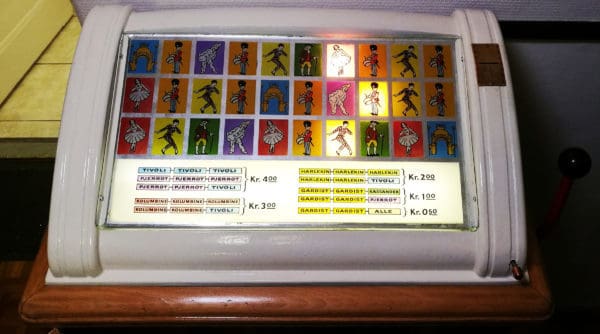 TIVOLI TIVOLI TIVOLI
PJERROT PJERROT PJERROT Kr. 4.00
PJERROT PJERROT TIVOLI
KOLUMBINE KOLUMBINE KOLUMBINE Kr. 3.00
KOLUMBINE KOLUMBINE TIVOLI
HARLEKIN HARLEKIN HARLEKIN Kr. 2.00
HARLEKIN HARLEKIN TIVOLI
GARDIST GARDIST KASSANDER Kr. 1.00
GARDIST GARDIST PJERROT
GARDIST GARDIST ALLE Kr. 0.50